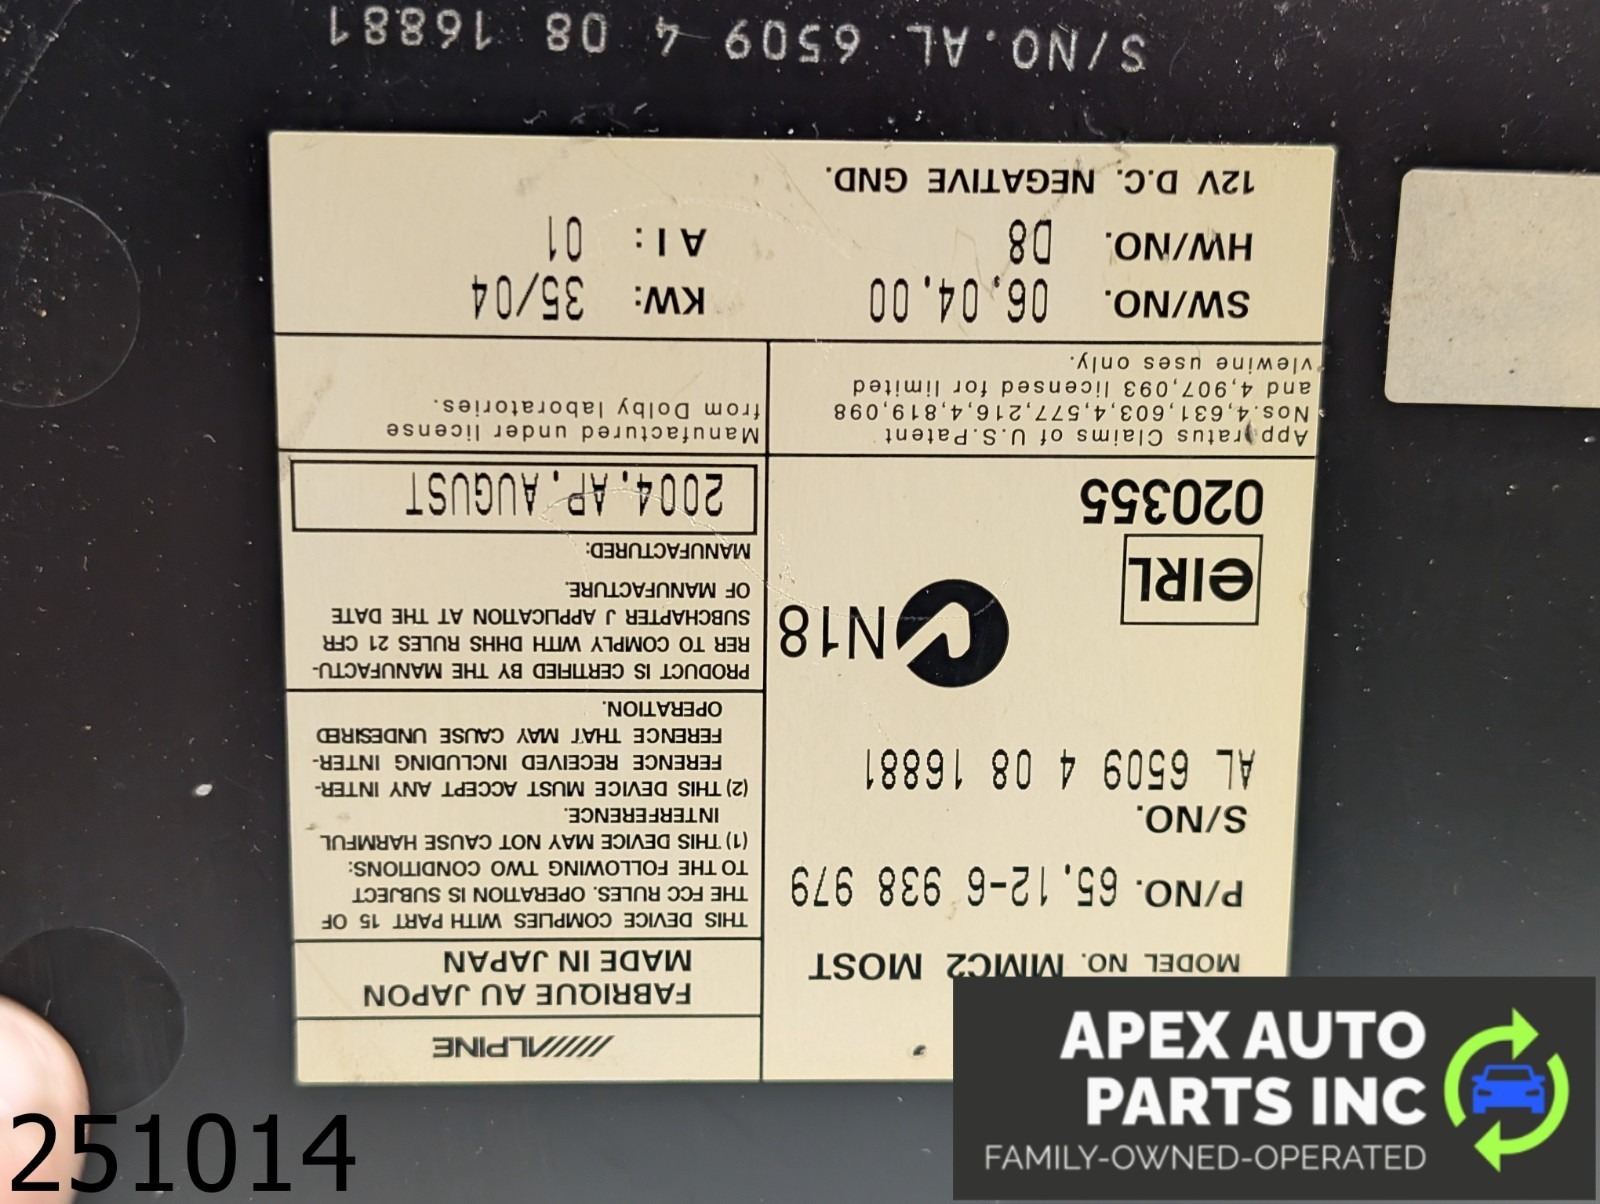 ALPINE
FABRIQUE AU JAPON
MADE IN JAPAN
THIS DEVICE COMPLIES WITH PART 15 OF
THE FCC RULES. OPERATION IS SUBJECT
TO THE FOLLOWING TWO CONDITIONS:
(1) THIS DEVICE MAY NOT CAUSE HARMFUL
INTERFERENCE.
(2) THIS DEVICE MUST ACCEPT ANY INTER-
FERENCE RECEIVED INCLUDING INTER-
FERENCE THAT MAY CAUSE UNDESIRED
OPERATION.
PRODUCT IS CERTIFIED BY THE MANUFACTU-
RER TO COMPLY WITH DHHS RULES 21 CFR
SUBCHAPTER J APPLICATION AT THE DATE
OF MANUFACTURE.
MANUFACTURED:
2004.AP.AUGUST
MODEL NO. MMC2 MOST
P/NO. 65.12-6 938 979
S/NO.
AL 6509 4 08 16881
N18
eIRL
020355
Apparatus Claims of U.S.Patent
Nos.4,631,603,4,577,216,4,819,098
and 4,907,093 licensed for limited
viewine uses only.
Manufactured under license
from Dolby laboratories.
SW/NO. 06.04.00 KW: 35/04
HW/NO. D8 AI: 01
12V D.C. NEGATIVE GND.
S/NO.AL 6509 4 08 16881
251014
APEX AUTO
PARTS INC
FAMILY-OWNED-OPERATED